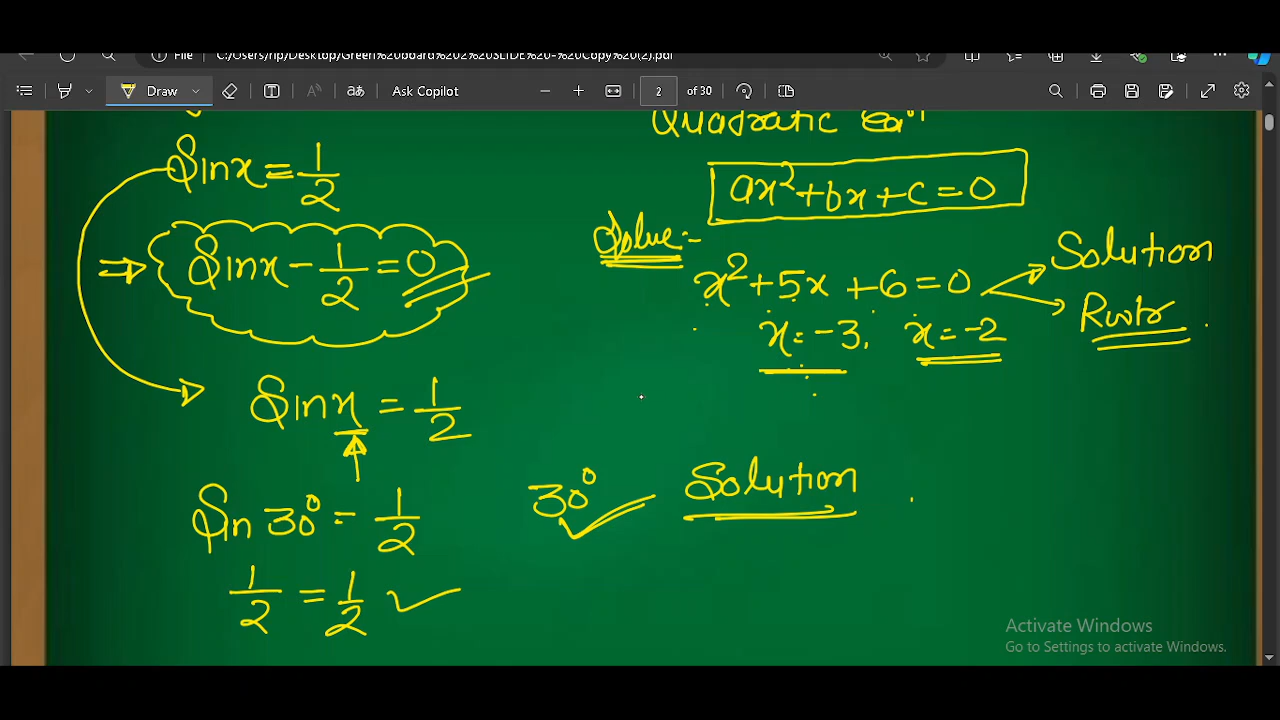 File C:/Users/hp/Desktop/Green%20board%202%20SLIDE%20-%20Copy%20(2).pdf
Draw Ask Copilot 2 of 30
Sinx = 1/2
⇒ Sinx - 1/2 = 0
Sinx = 1/2
Sin 30° = 1/2
1/2 = 1/2 ✓
30° ✓ Solution
Quadratic Eqn
ax²+bx+c=0
Solve:-
x²+5x+6=0 Solution
Roots
x=-3, x=-2
Activate Windows
Go to Settings to activate Windows.